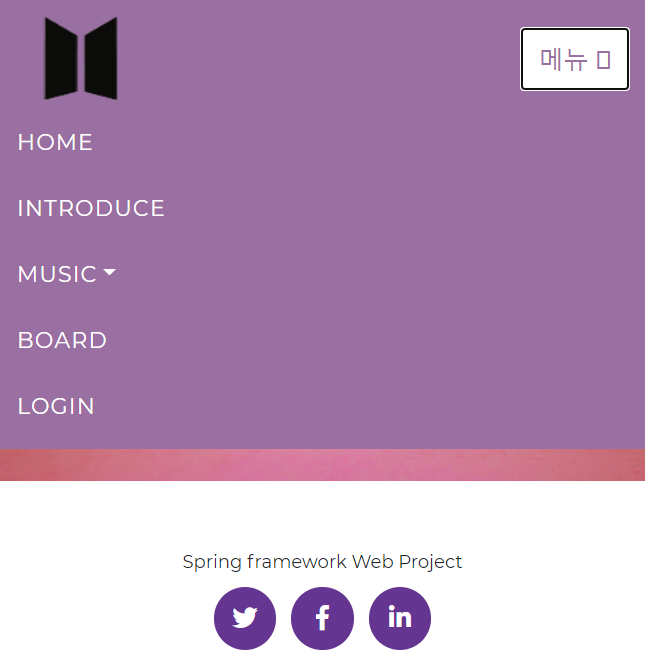 메뉴
HOME
INTRODUCE
MUSIC
BOARD
LOGIN
Spring framework Web Project